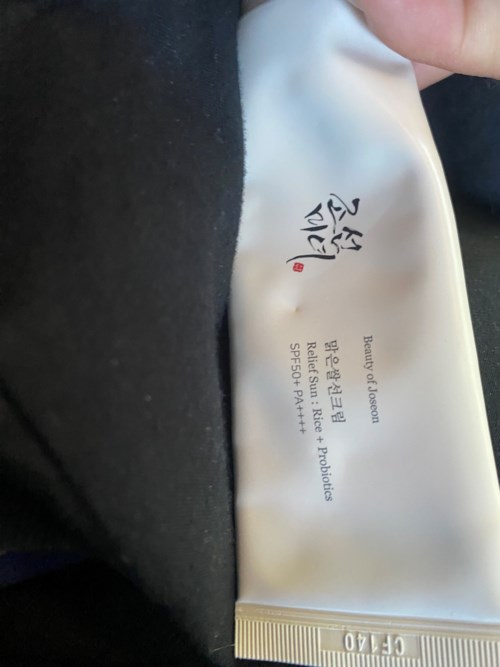 조선
미녀
Beauty of Joseon
맑은쌀선크림
Relief Sun : Rice + Probiotics
SPF50+ PA++++
CF140